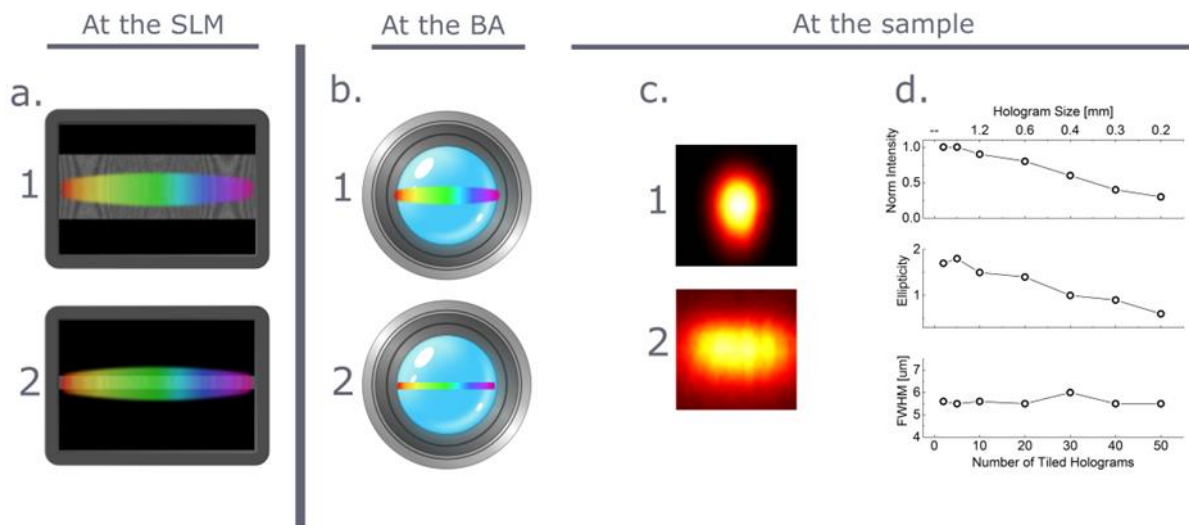 At the SLM
At the BA
At the sample
a.
1
2
b.
1
2
c.
1
2
d.
Hologram Size [mm]
-- 1.2 0.6 0.4 0.3 0.2
Norm Intensity
1.0
0.5
0.0
Ellipticity
2
1
FWHM [um]
7
6
5
4
0 10 20 30 40 50
Number of Tiled Holograms